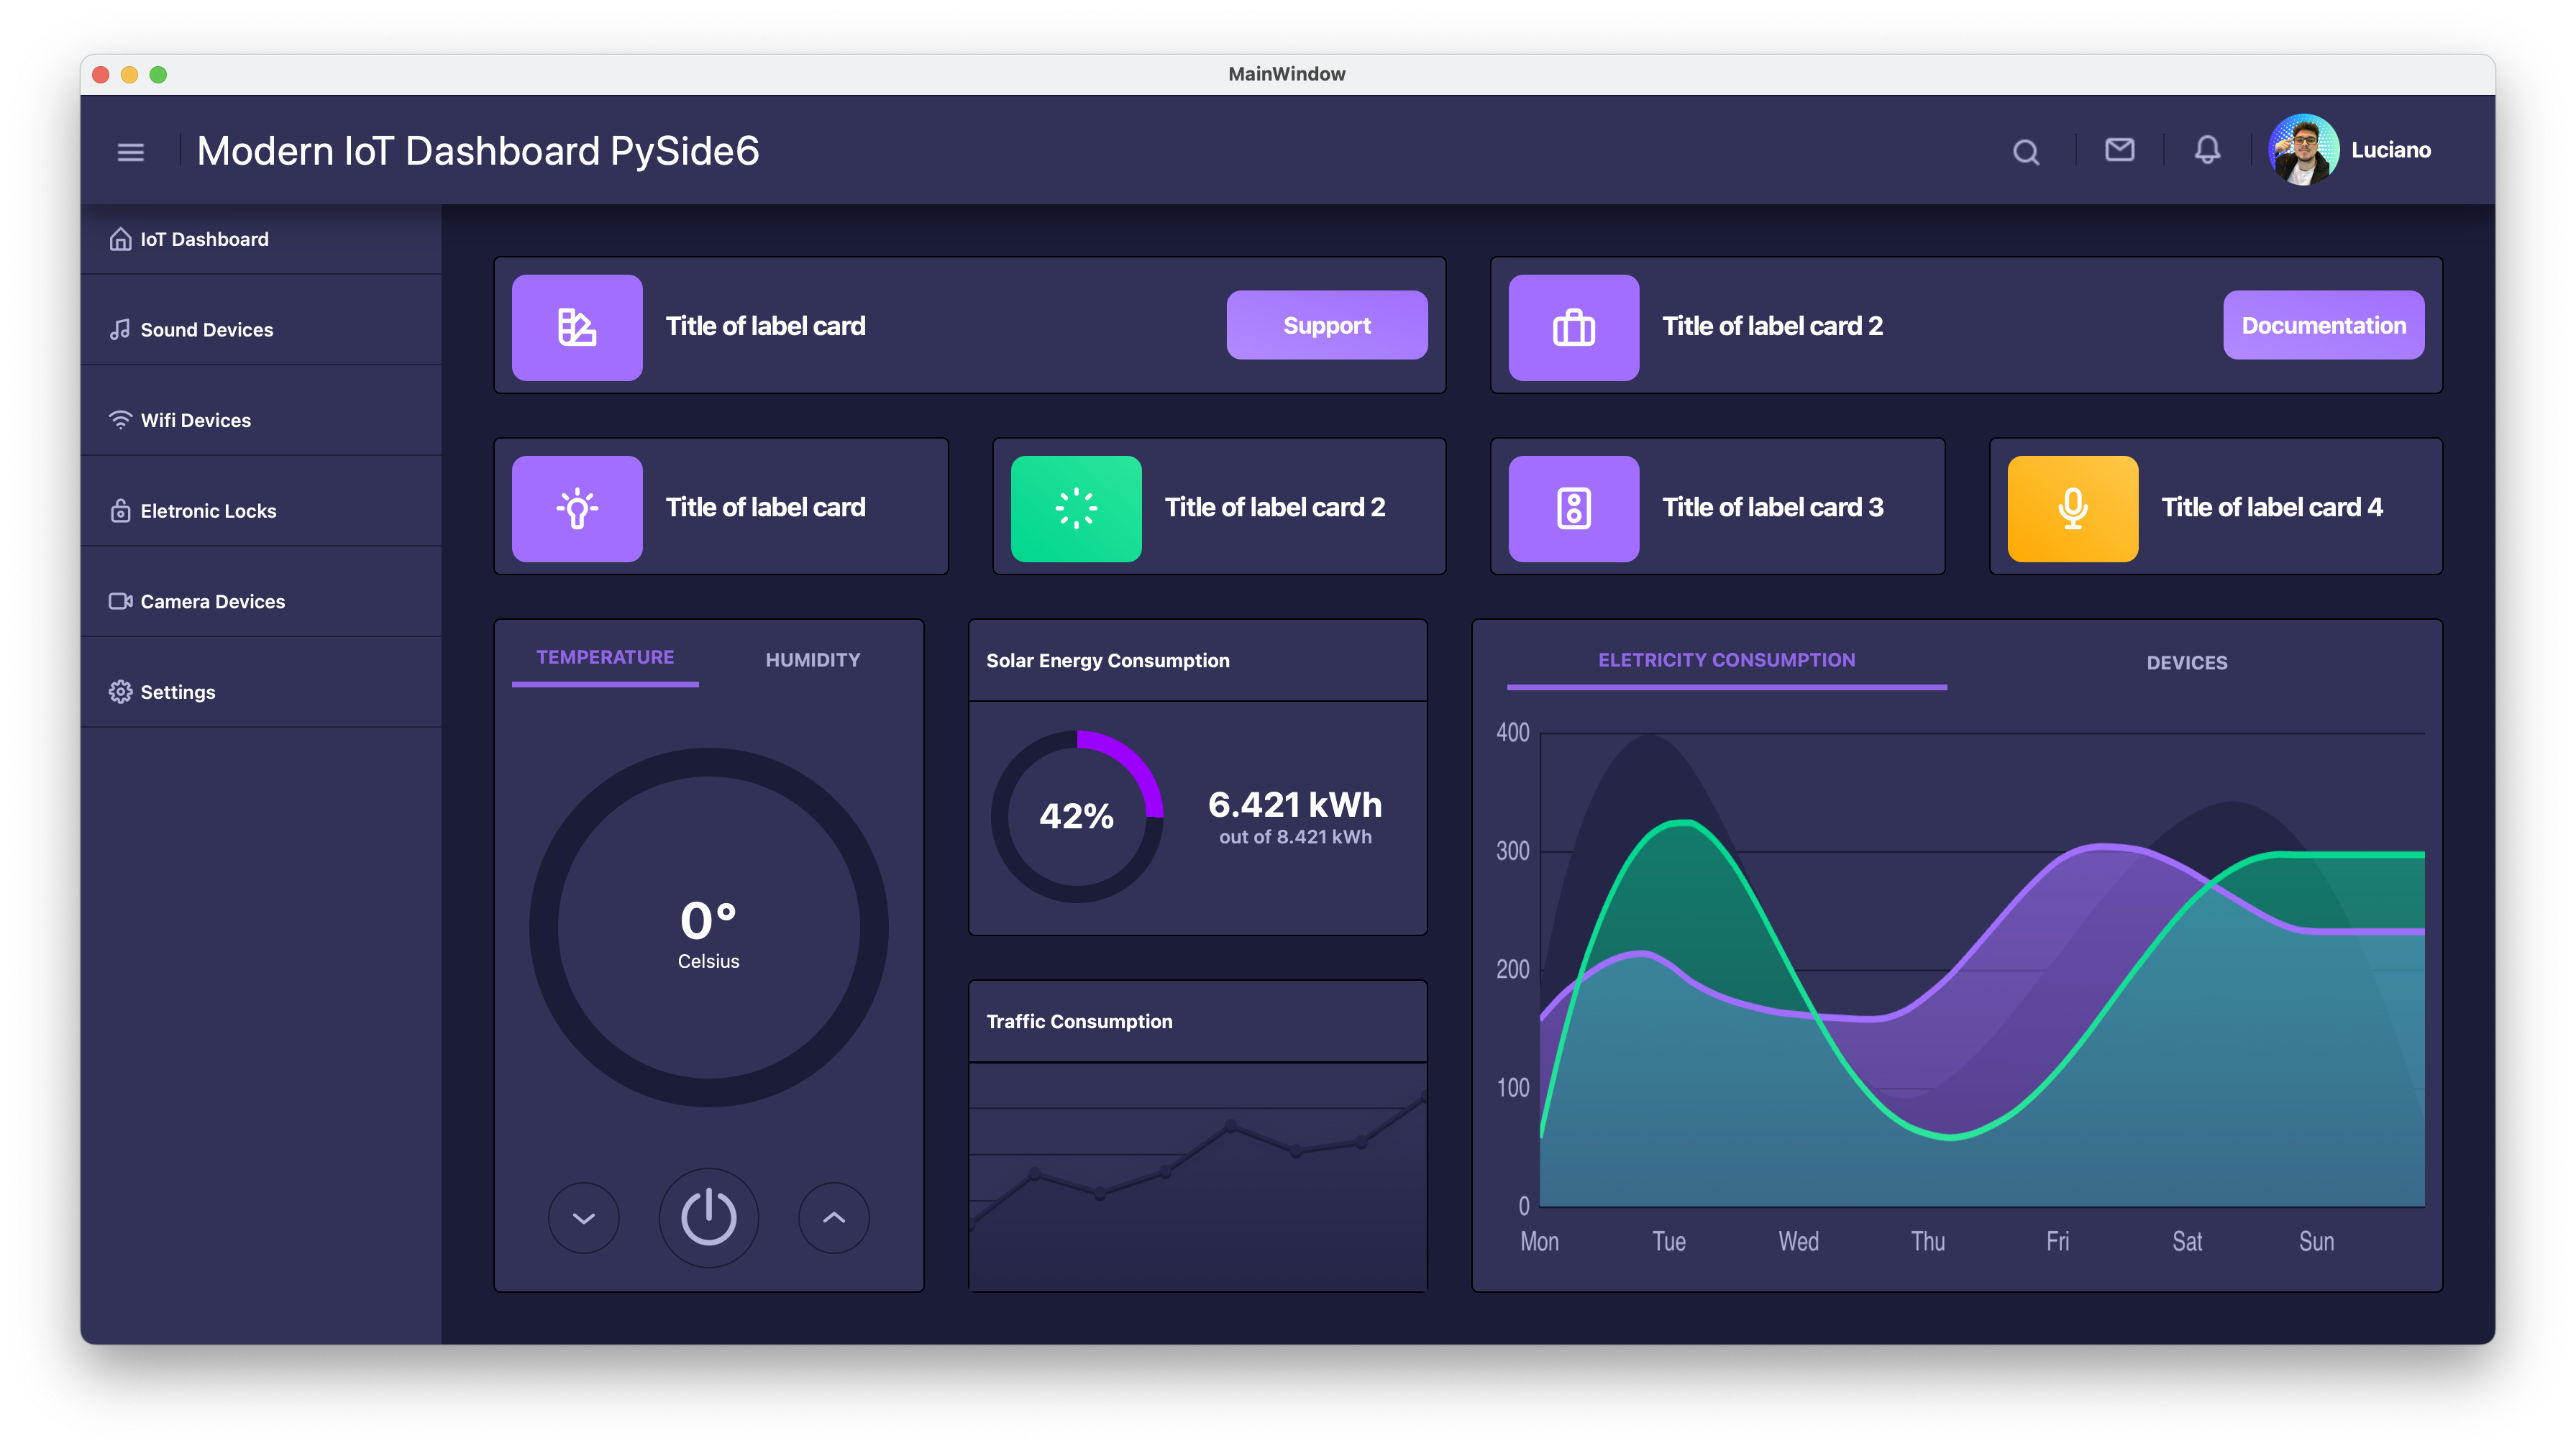 MainWindow
Modern IoT Dashboard PySide6
Luciano
IoT Dashboard
Sound Devices
Wifi Devices
Eletronic Locks
Camera Devices
Settings
Title of label card
Support
Title of label card 2
Documentation
Title of label card
Title of label card 2
Title of label card 3
Title of label card 4
TEMPERATURE
HUMIDITY
0°
Celsius
Solar Energy Consumption
42%
6.421 kWh
out of 8.421 kWh
Traffic Consumption
ELETRICITY CONSUMPTION
DEVICES
400
300
200
100
0
Mon Tue Wed Thu Fri Sat Sun